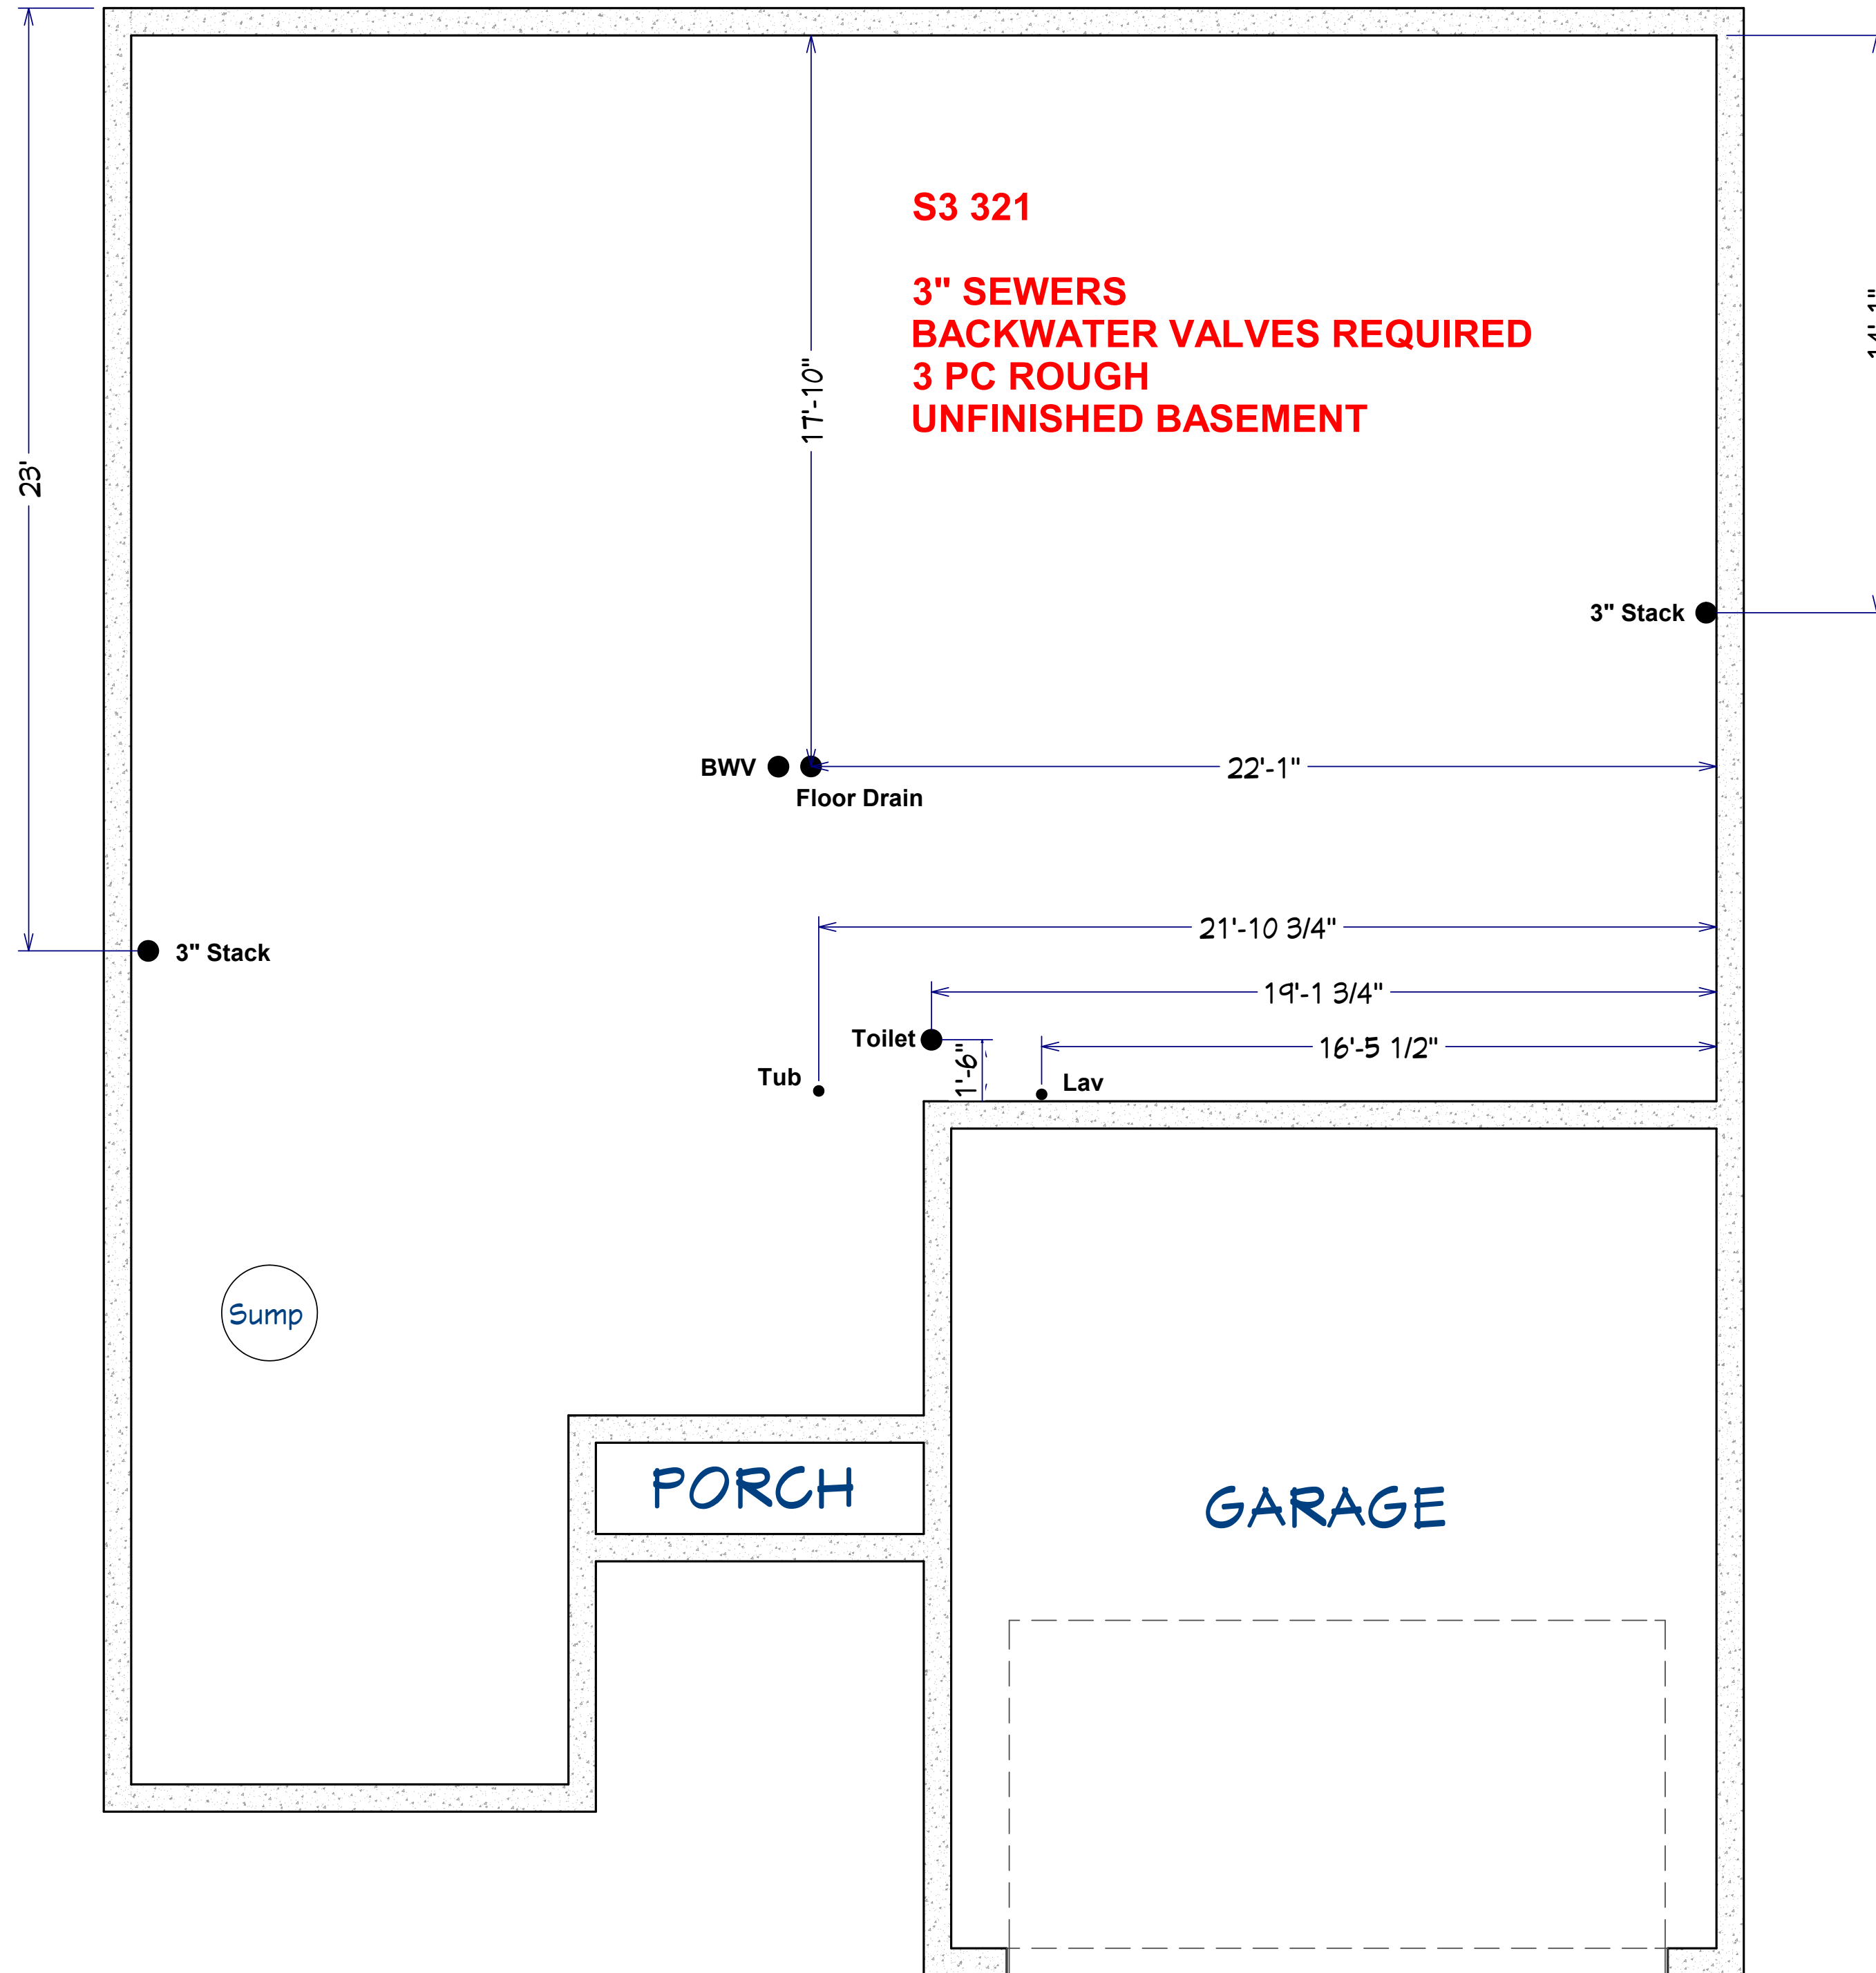 S3 321
3" SEWERS
BACKWATER VALVES REQUIRED
3 PC ROUGH
UNFINISHED BASEMENT
14'-1"
17'-10"
23'
3" Stack
BWV
22'-1"
Floor Drain
21'-10 3/4"
3" Stack
19'-1 3/4"
Toilet
16'-5 1/2"
1'-6"
Tub
Lav
Sump
PORCH
GARAGE